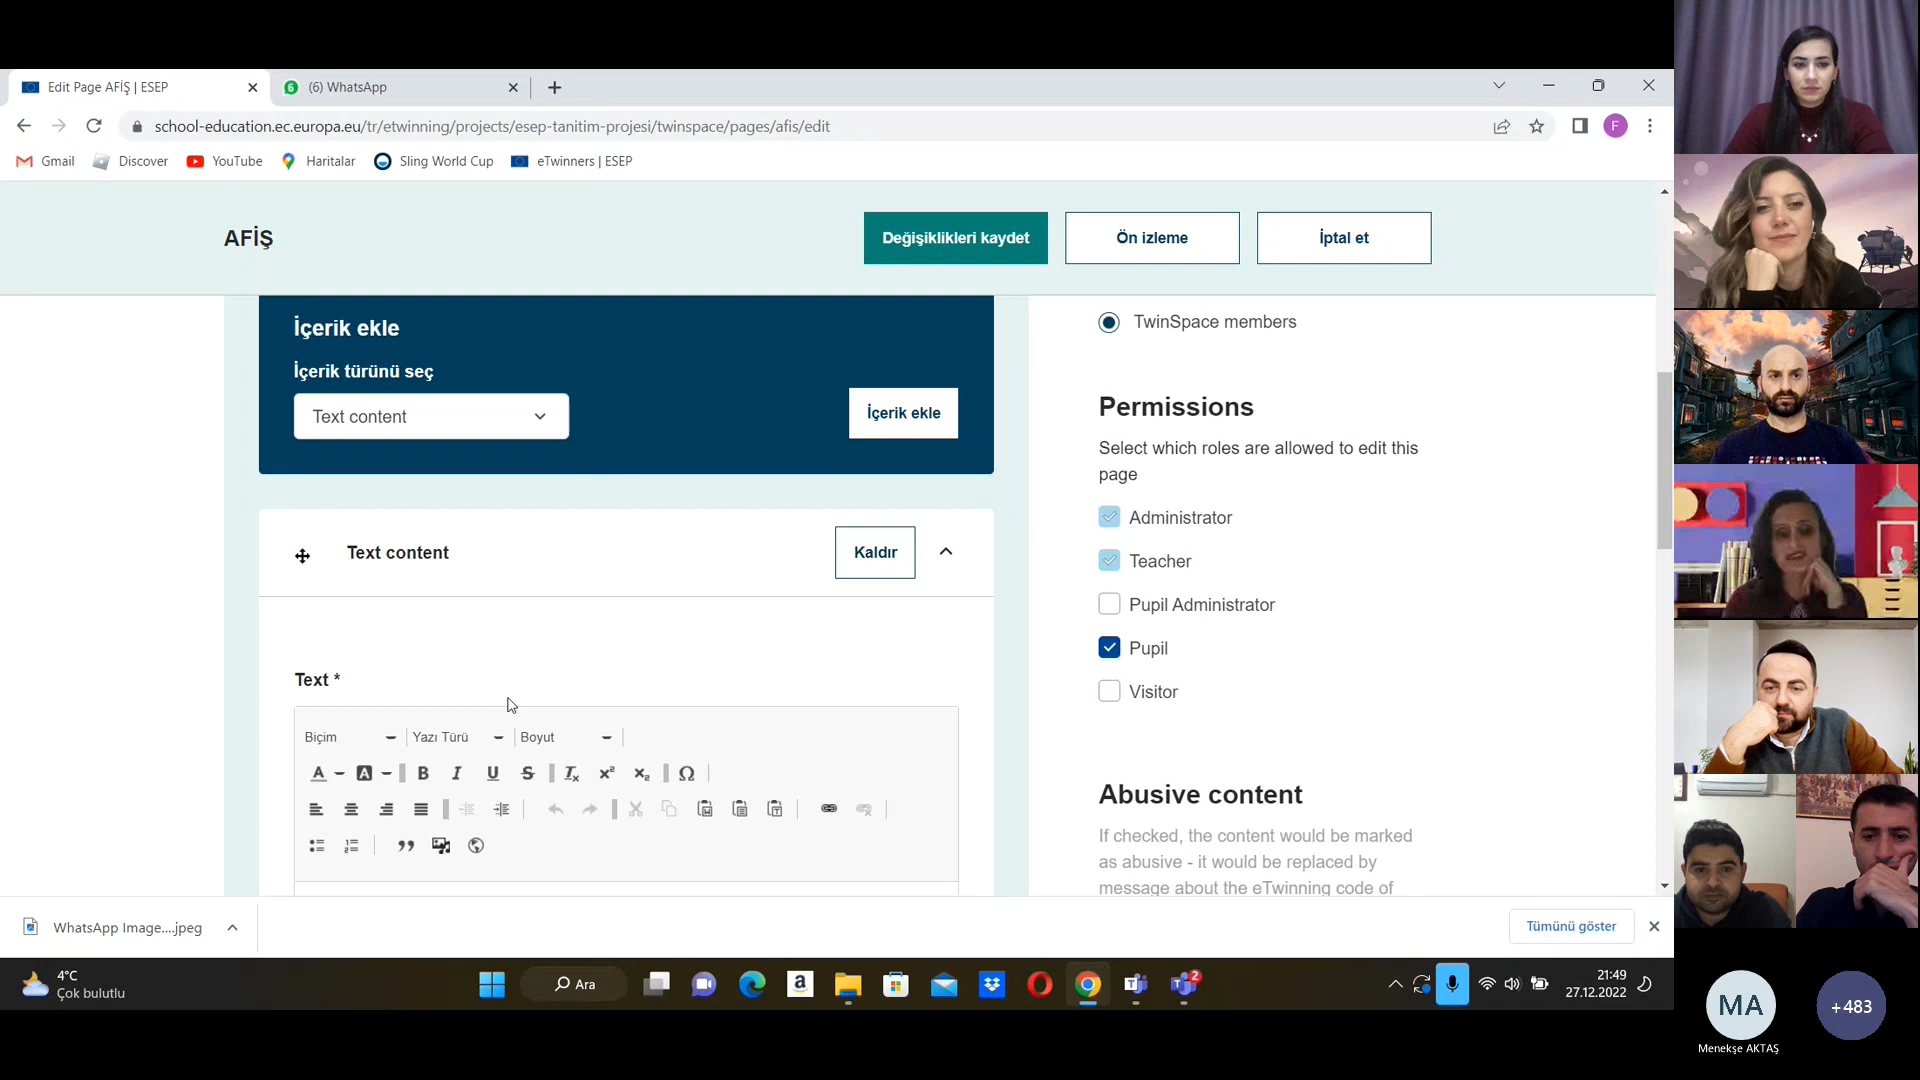 Edit Page AFİŞ | ESEP
(6) WhatsApp
school-education.ec.europa.eu/tr/etwinning/projects/esep-tanitim-projesi/twinspace/pages/afis/edit
F
Gmail
Discover
YouTube
Haritalar
Sling World Cup
eTwinners | ESEP
AFİŞ
Değişiklikleri kaydet
Ön izleme
İptal et
İçerik ekle
İçerik türünü seç
Text content
İçerik ekle
Text content
Kaldır
Text *
Biçim
Yazı Türü
Boyut
TwinSpace members
Permissions
Select which roles are allowed to edit this
page
Administrator
Teacher
Pupil Administrator
Pupil
Visitor
Abusive content
If checked, the content would be marked
as abusive - it would be replaced by
message about the eTwinning code of
WhatsApp Image....jpeg
Tümünü göster
4°C
Çok bulutlu
Ara
2
21:49
27.12.2022
MA
Menekşe AKTAŞ
+483